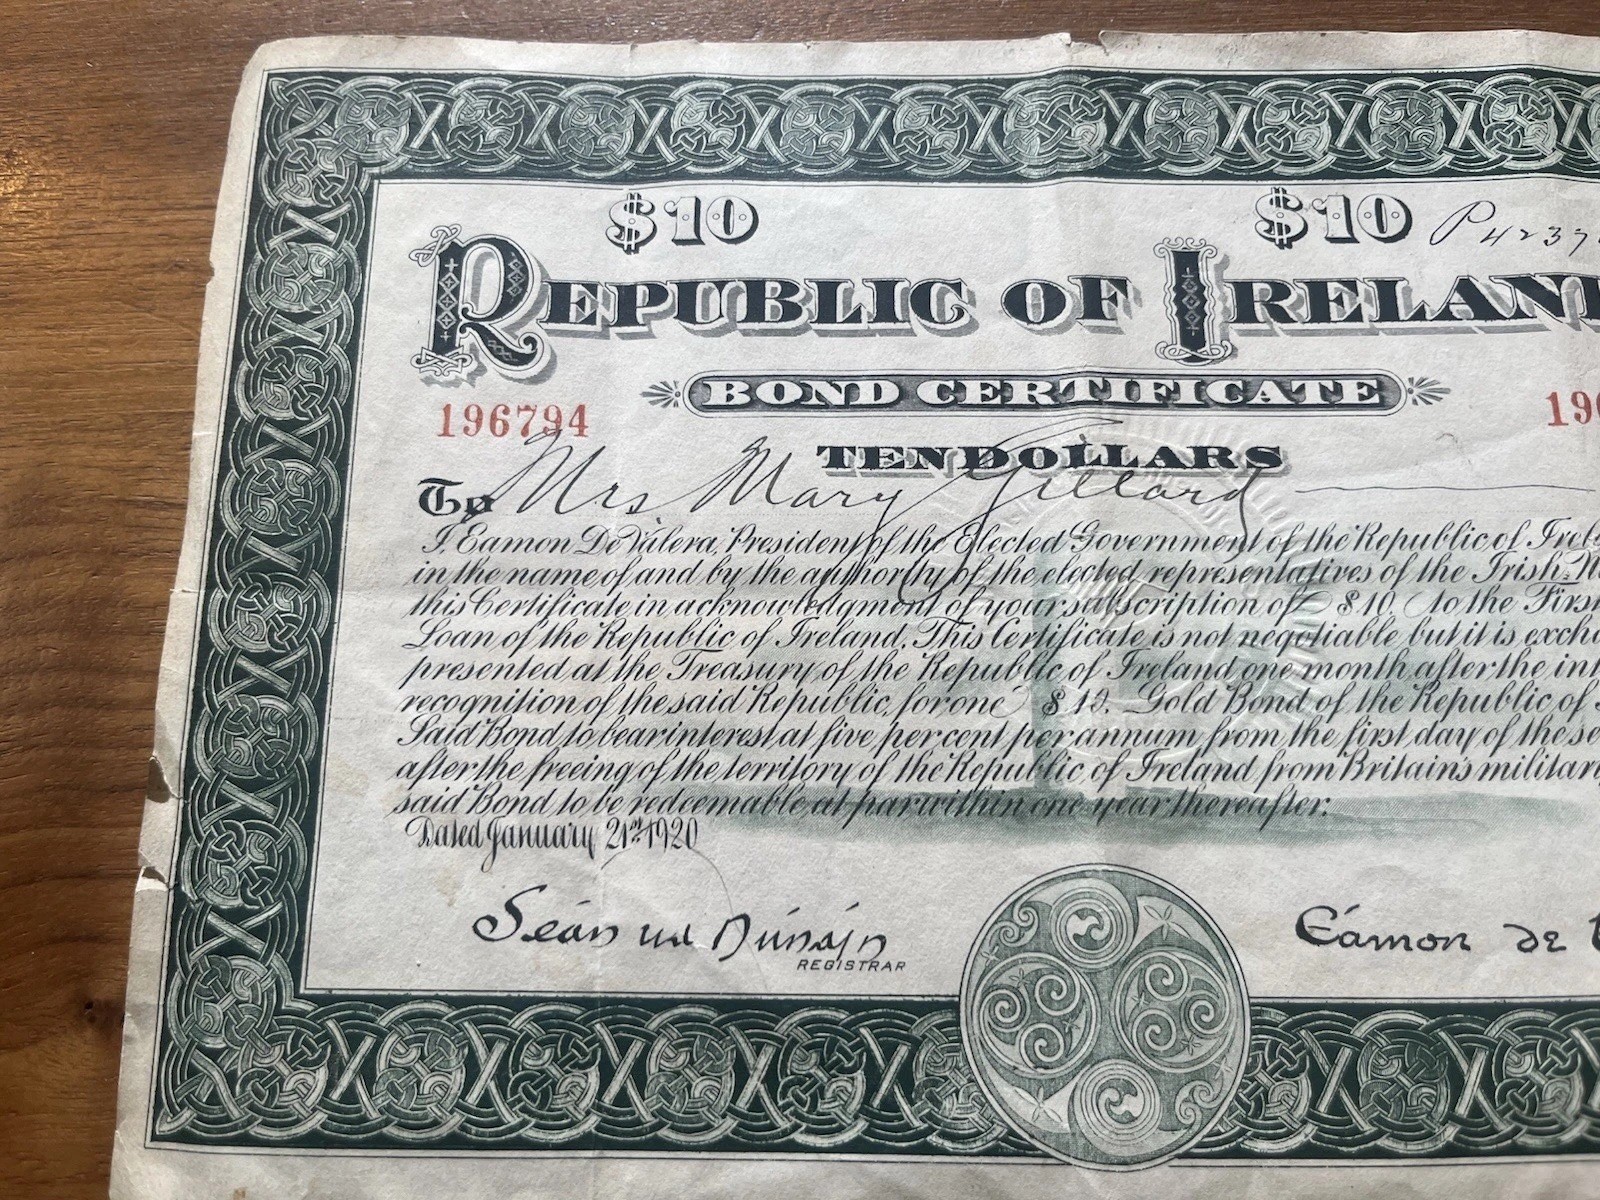 $10 $10 P 4237
REPUBLIC OF IRELAND
BOND CERTIFICATE
196794 19
TEN DOLLARS
To Mrs Mary Gillard
I, Eamon De Valera, President of the Elected Government of the Republic of
in the name of and by the authority of the elected representatives of the Irish
this Certificate in acknowledgment of your subscription of $10. to the First
Loan of the Republic of Ireland. This Certificate is not negotiable but it is
presented at the Treasury of the Republic of Ireland one month after the
recognition of the said Republic, for one $10. Gold Bond of the Republic of
Said Bond to bear interest at five per cent per annum from the first day of the
after the freeing of the territory of the Republic of Ireland from Britain's
said Bond to be redeemable at par within one year thereafter.
Dated January 21st 1920
Seán
REGISTRAR
Éamon de